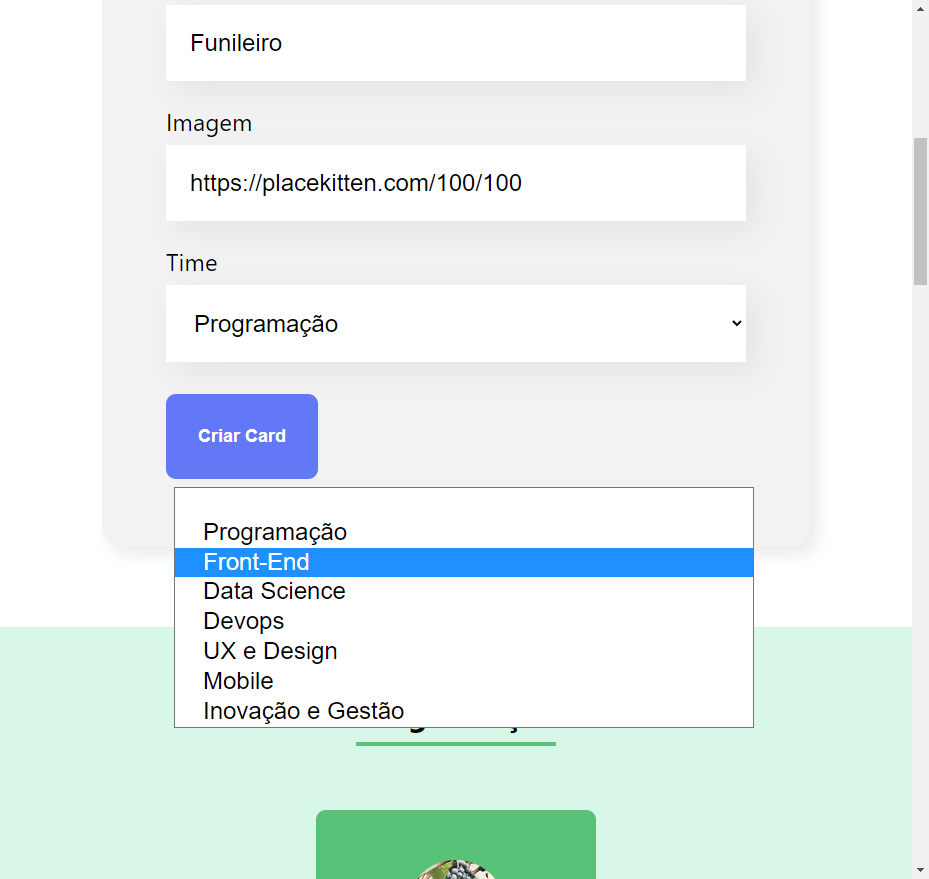 Funileiro
Imagem
https://placekitten.com/100/100
Time
Programação
Criar Card
Programação
Front-End
Data Science
Devops
UX e Design
Mobile
Inovação e Gestão